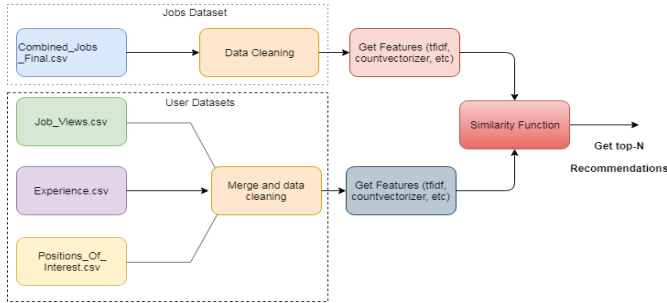 Jobs Dataset
Combined_Jobs
_Final.csv
Data Cleaning
Get Features (tfidf,
countvectorizer, etc)
User Datasets
Job_Views.csv
Experience.csv
Positions_Of_
Interest.csv
Merge and data
cleaning
Get Features (tfidf,
countvectorizer, etc)
Similarity Function
Get top-N
Recommendations